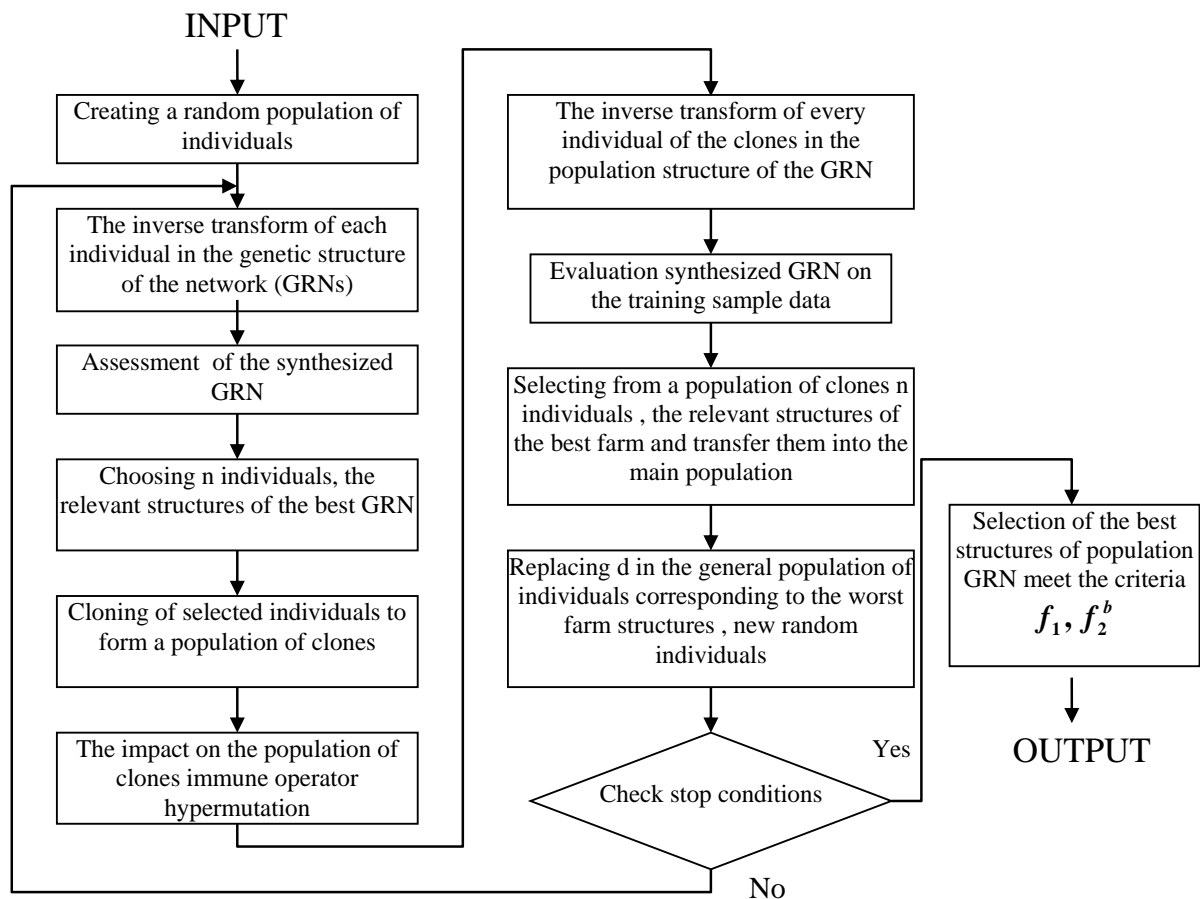 INPUT
Creating a random population of
individuals
The inverse transform of each
individual in the genetic structure
of the network (GRNs)
Assessment of the synthesized
GRN
Choosing n individuals, the
relevant structures of the best GRN
Cloning of selected individuals to
form a population of clones
The impact on the population of
clones immune operator
hypermutation
The inverse transform of every
individual of the clones in the
population structure of the GRN
Evaluation synthesized GRN on
the training sample data
Selecting from a population of clones n
individuals , the relevant structures of
the best farm and transfer them into the
main population
Replacing d in the general population of
individuals corresponding to the worst
farm structures , new random
individuals
Check stop conditions
Yes
No
Selection of the best
structures of population
GRN meet the criteria
f₁, f₂ᵇ
OUTPUT